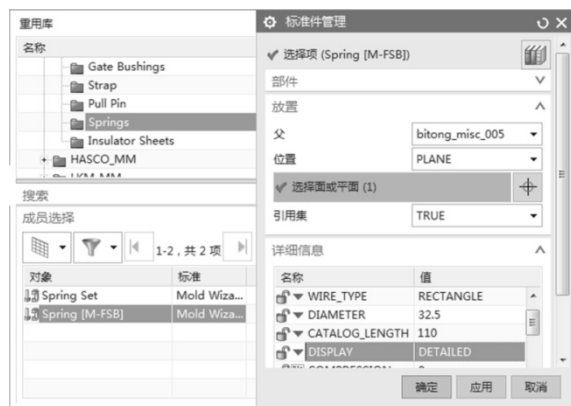 重用库
名称
Gate Bushings
Strap
Pull Pin
Springs
Insulator Sheets
HASCO_MM
搜索
成员选择
1-2，共 2 项
对象 标准
Spring Set Mold Wiza...
Spring [M-FSB] Mold Wiza...
标准件管理
选择项 (Spring [M-FSB])
部件
放置
父 bitong_misc_005
位置 PLANE
选择面或平面 (1)
引用集 TRUE
详细信息
名称 值
WIRE_TYPE RECTANGLE
DIAMETER 32.5
CATALOG_LENGTH 110
DISPLAY DETAILED
确定 应用 取消